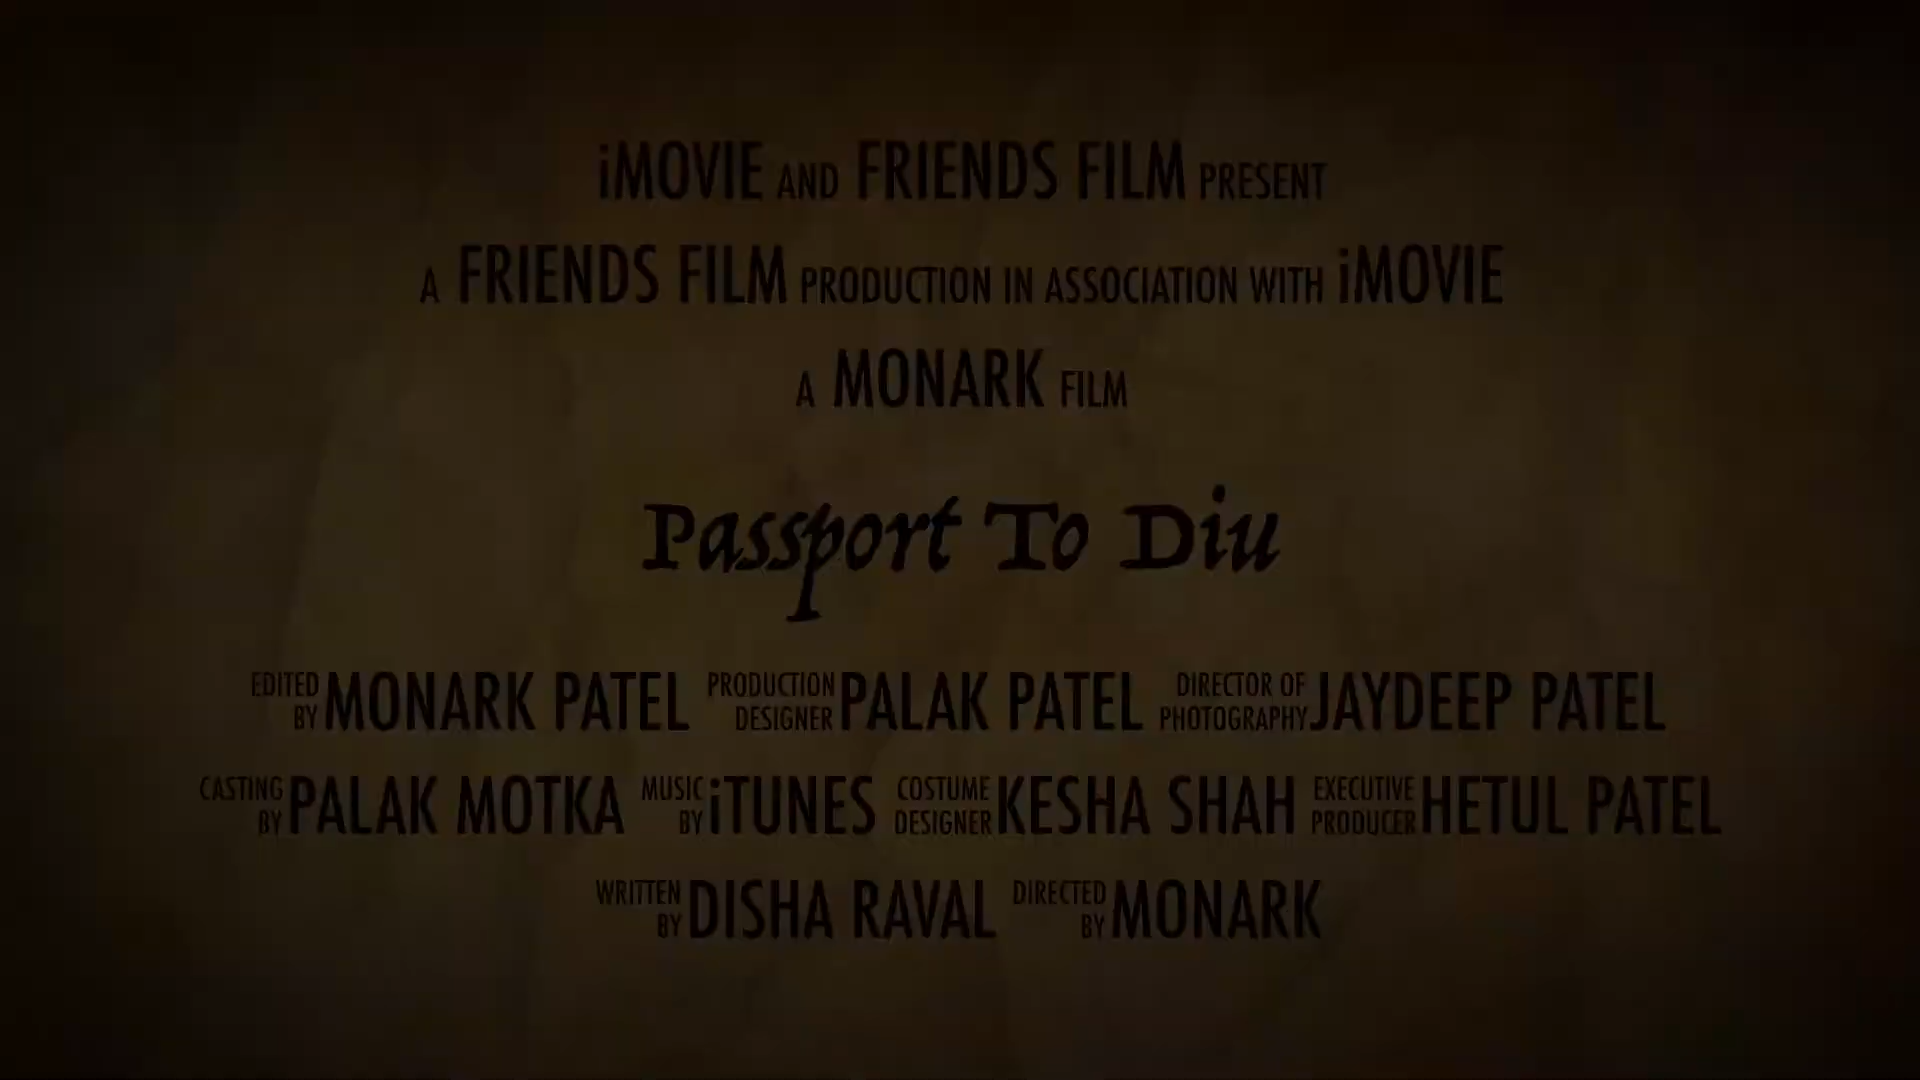 iMOVIE AND FRIENDS FILM PRESENT
A FRIENDS FILM PRODUCTION IN ASSOCIATION WITH iMOVIE
A MONARK FILM
Passport To Diu
EDITED BY MONARK PATEL PRODUCTION DESIGNER PALAK PATEL DIRECTOR OF PHOTOGRAPHY JAYDEEP PATEL
CASTING BY PALAK MOTKA MUSIC BY iTUNES COSTUME DESIGNER KESHA SHAH EXECUTIVE PRODUCER HETUL PATEL
WRITTEN BY DISHA RAVAL DIRECTED BY MONARK